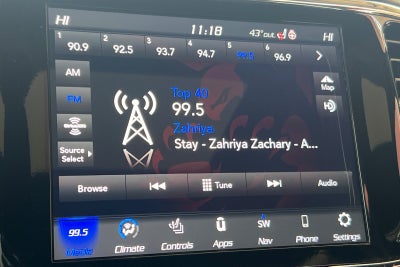 HI 11:18 43° OUT. HI
1 2 3 4 5 6
90.9 92.5 93.7 94.7 99.5 96.9
AM
Top 40
Map
FM
99.5
Zahriya
Stay - Zahriya Zachary - A...
Source
Select
Browse Tune Audio
99.5
SW
Climate Controls Apps Nav Phone Settings